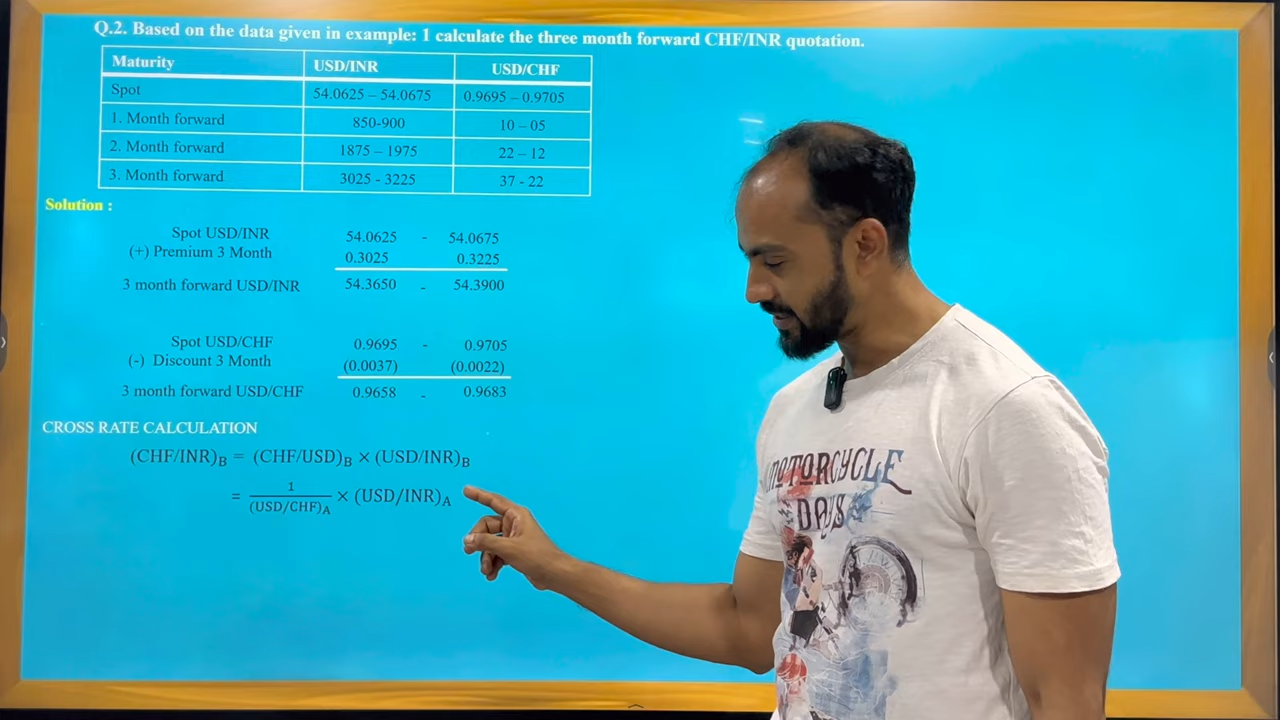 Q.2. Based on the data given in example: 1 calculate the three month forward CHF/INR quotation.
Maturity USD/INR USD/CHF
Spot 54.0625 – 54.0675 0.9695 – 0.9705
1. Month forward 850-900 10 – 05
2. Month forward 1875 – 1975 22 – 12
3. Month forward 3025 - 3225 37 - 22
Solution :
Spot USD/INR 54.0625 - 54.0675
(+) Premium 3 Month 0.3025 0.3225
3 month forward USD/INR 54.3650 - 54.3900
Spot USD/CHF 0.9695 - 0.9705
(-) Discount 3 Month (0.0037) (0.0022)
3 month forward USD/CHF 0.9658 - 0.9683
CROSS RATE CALCULATION
(CHF/INR)B = (CHF/USD)B × (USD/INR)B
= 1/(USD/CHF)A × (USD/INR)A
MOTORCYCLE
DAYS